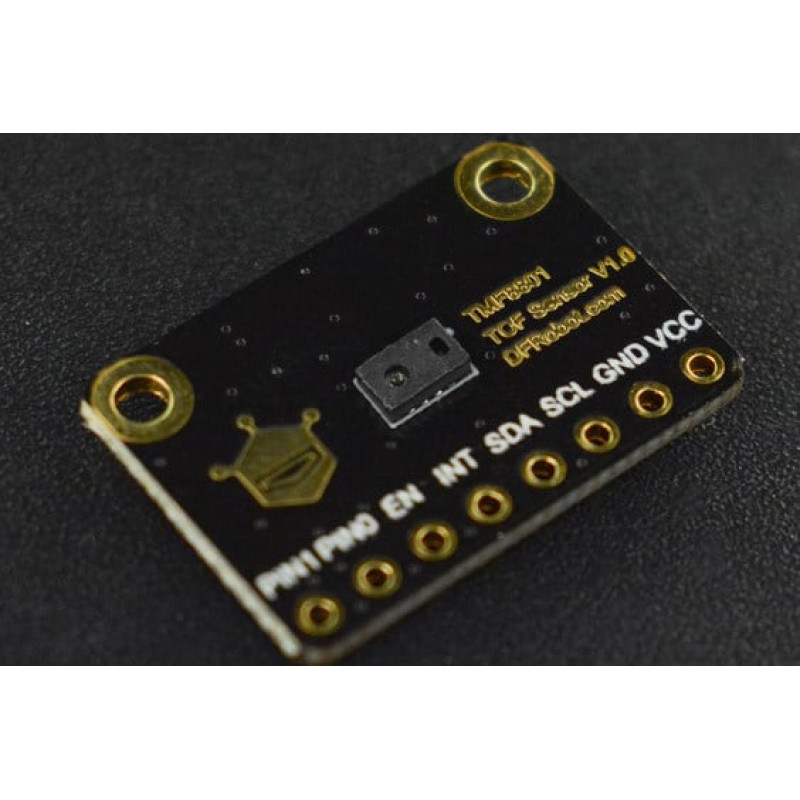 TMF8801
TOF Sensor V1.0
DFRobot.com
PIN1 PIN0 EN INT SDA SCL GND VCC